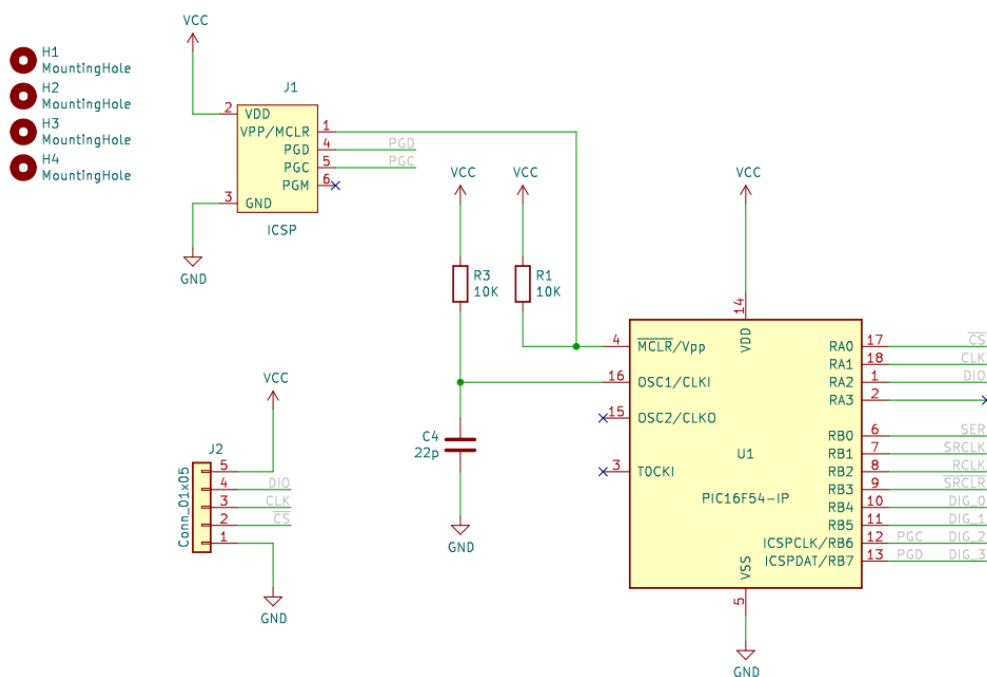 VCC
H1
MountingHole
H2
MountingHole
H3
MountingHole
H4
MountingHole
J1
2
VDD
VPP/MCLR
1
PGD
4
PGD
PGC
5
PGC
PGM
6
3
GND
ICSP
GND
VCC
VCC
VCC
R3
10K
R1
10K
14
VDD
4
MCLR/Vpp
16
OSC1/CLKI
15
OSC2/CLKO
3
T0CKI
U1
PIC16F54-IP
RA0
17
CS
RA1
18
CLK
RA2
1
DIO
RA3
2
RB0
6
SER
RB1
7
SRCLK
RB2
8
RCLK
RB3
9
SRCLR
RB4
10
DIG_0
RB5
11
DIG_1
ICSPCLK/RB6
12
PGC
DIG_2
ICSPDAT/RB7
13
PGD
DIG_3
VSS
5
GND
C4
22p
GND
VCC
J2
Conn_01x05
5
4
DIO
3
CLK
2
CS
1
GND